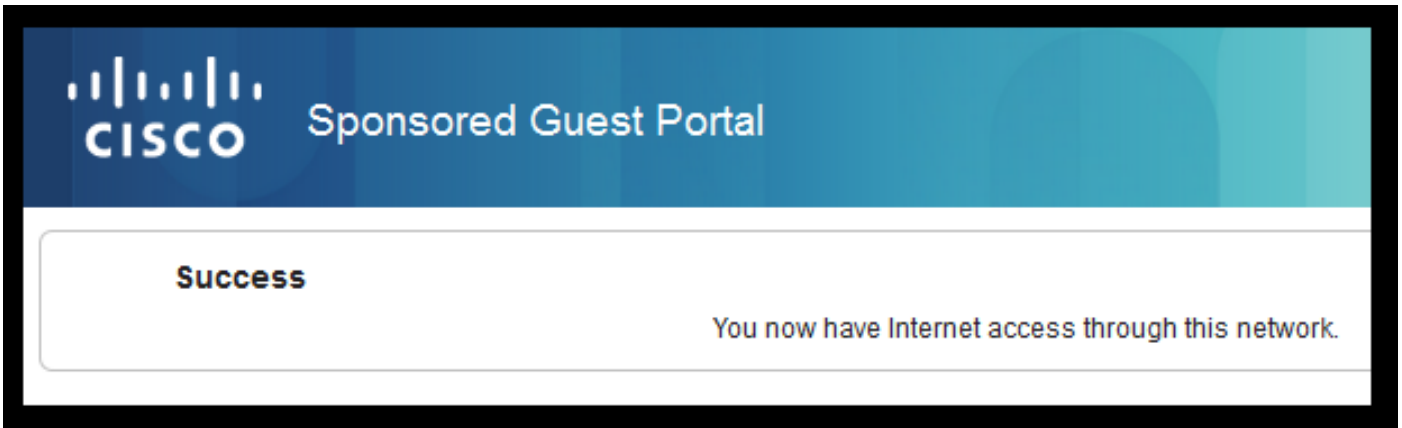 CISCO
Sponsored Guest Portal
Success
You now have Internet access through this network.